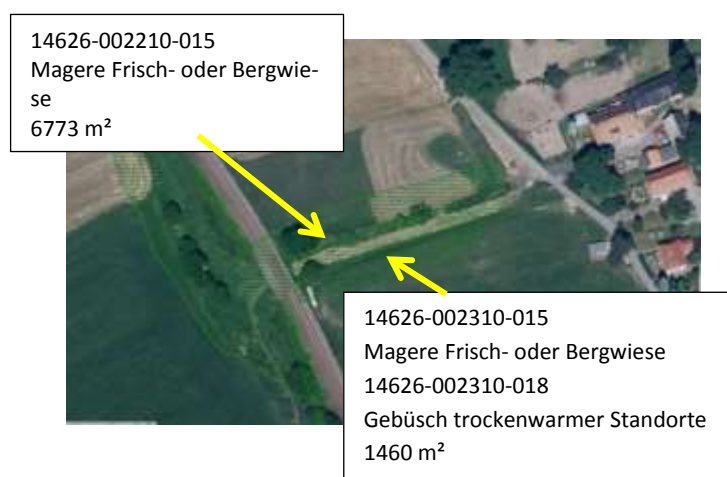 14626-002210-015
Magere Frisch- oder Bergwie-
se
6773 m²
14626-002310-015
Magere Frisch- oder Bergwiese
14626-002310-018
Gebüsch trockenwarmer Standorte
1460 m²